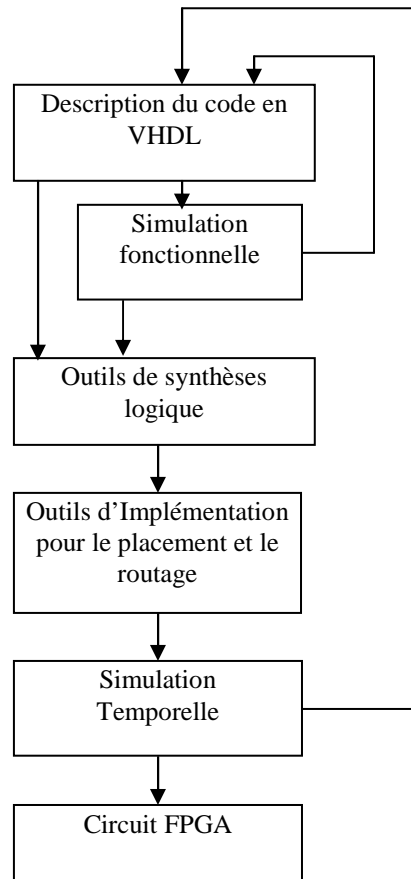 Description du code en
VHDL
Simulation
fonctionnelle
Outils de synthèses
logique
Outils d’Implémentation
pour le placement et le
routage
Simulation
Temporelle
Circuit FPGA